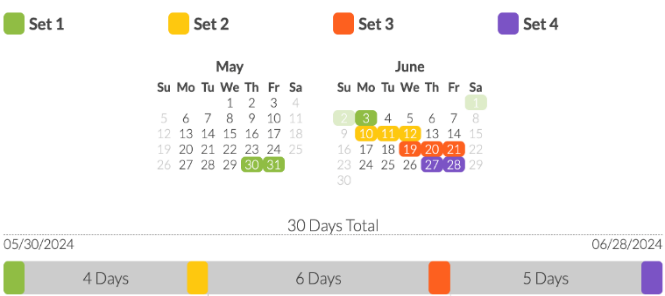 Set 1 Set 2 Set 3 Set 4
May June
Su Mo Tu We Th Fr Sa Su Mo Tu We Th Fr Sa
1 2 3 4 1
5 6 7 8 9 10 11 2 3 4 5 6 7 8
12 13 14 15 16 17 18 9 10 11 12 13 14 15
19 20 21 22 23 24 25 16 17 18 19 20 21 22
26 27 28 29 30 31 23 24 25 26 27 28 29
30
30 Days Total
05/30/2024 06/28/2024
4 Days 6 Days 5 Days